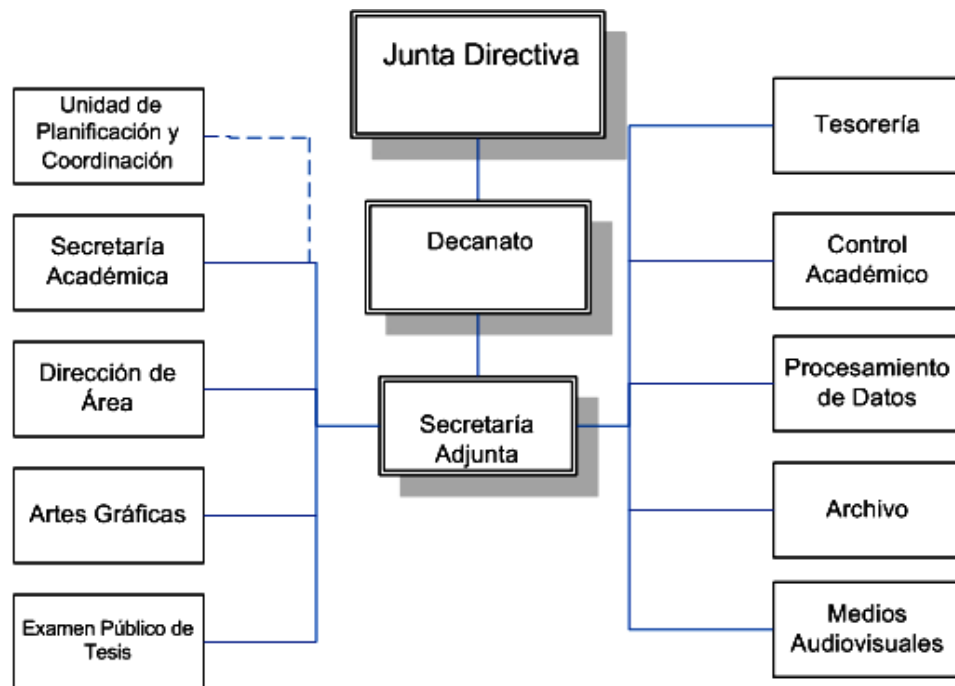 Junta Directiva
Unidad de
Planificación y
Coordinación
Tesorería
Decanato
Secretaría
Académica
Control
Académico
Dirección de
Área
Procesamiento
de Datos
Secretaría
Adjunta
Artes Gráficas
Archivo
Examen Público de
Tesis
Medios
Audiovisuales